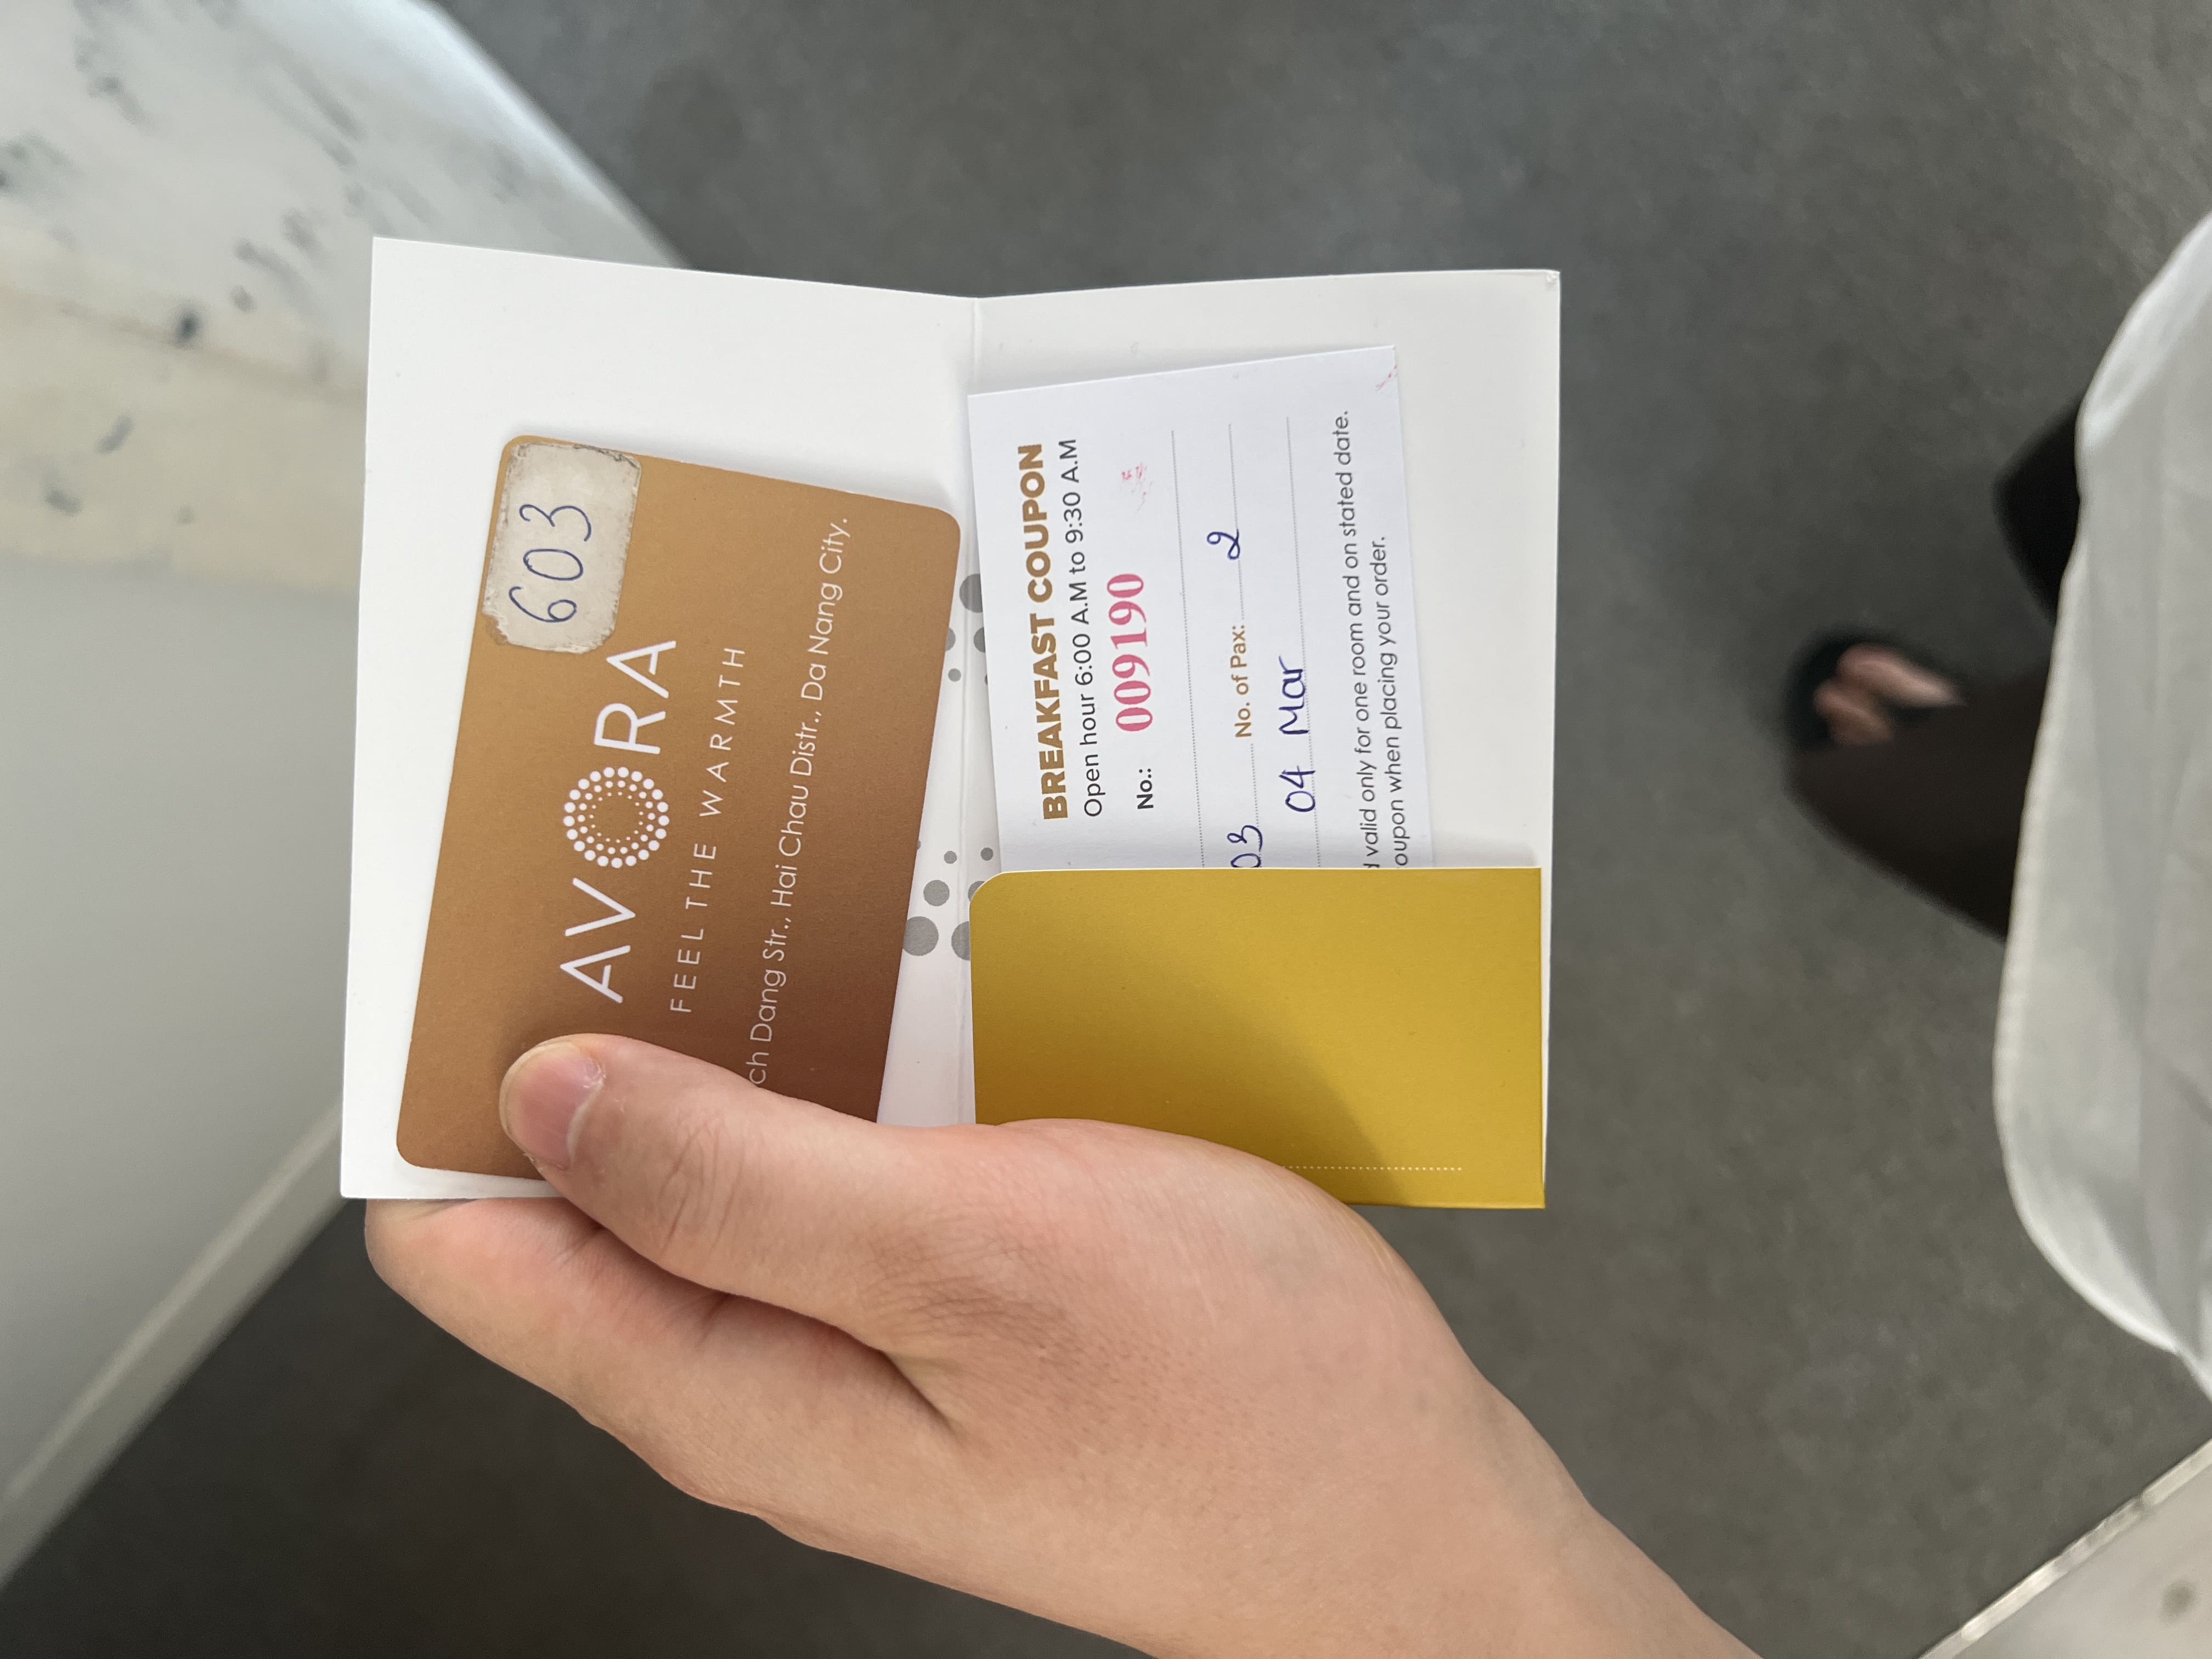 603
AVORA
FEEL THE WARMTH
ch Dang Str., Hai Chau Distr., Da Nang City.
BREAKFAST COUPON
Open hour 6:00 A.M to 9:30 A.M
No.: 009190
03 No. of Pax: 2
04 Mar
valid only for one room and on stated date.
oupon when placing your order.